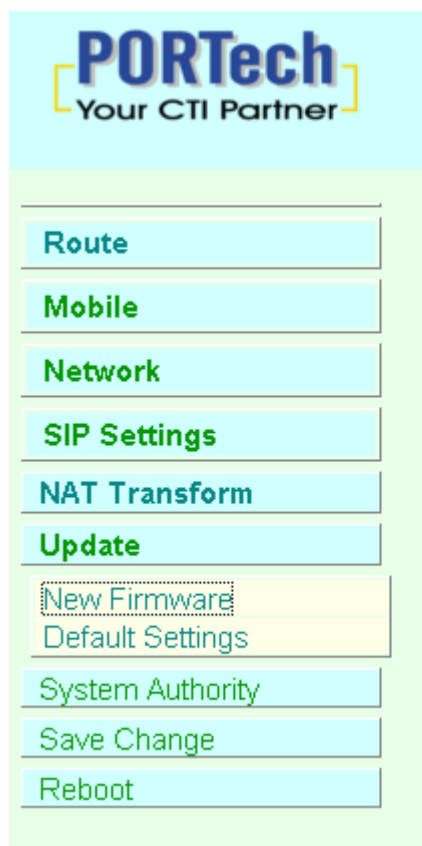 PORTech
Your CTI Partner
Route
Mobile
Network
SIP Settings
NAT Transform
Update
New Firmware
Default Settings
System Authority
Save Change
Reboot